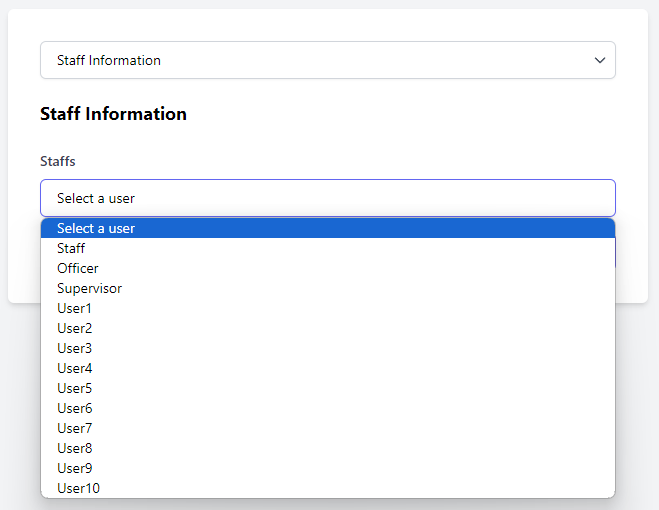 Staff Information
Staff Information
Staffs
Select a user
Select a user
Staff
Officer
Supervisor
User1
User2
User3
User4
User5
User6
User7
User8
User9
User10